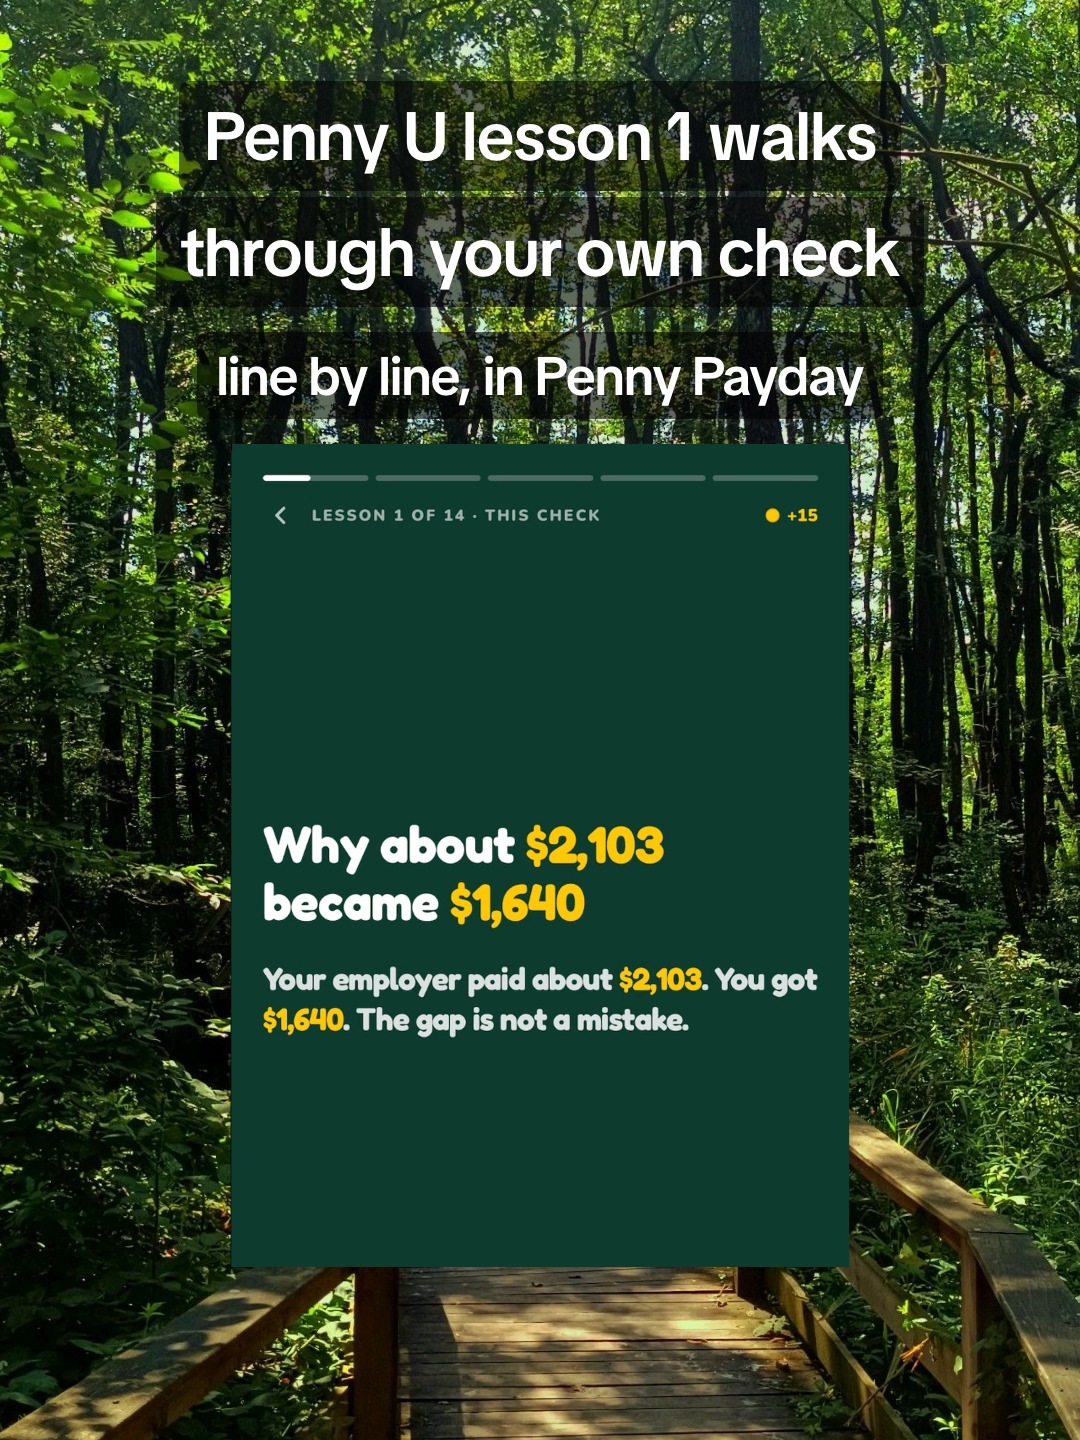 Penny U lesson 1 walks
through your own check
line by line, in Penny Payday
LESSON 1 OF 14 · THIS CHECK
+15
Why about $2,103
became $1,640
Your employer paid about $2,103. You got
$1,640. The gap is not a mistake.